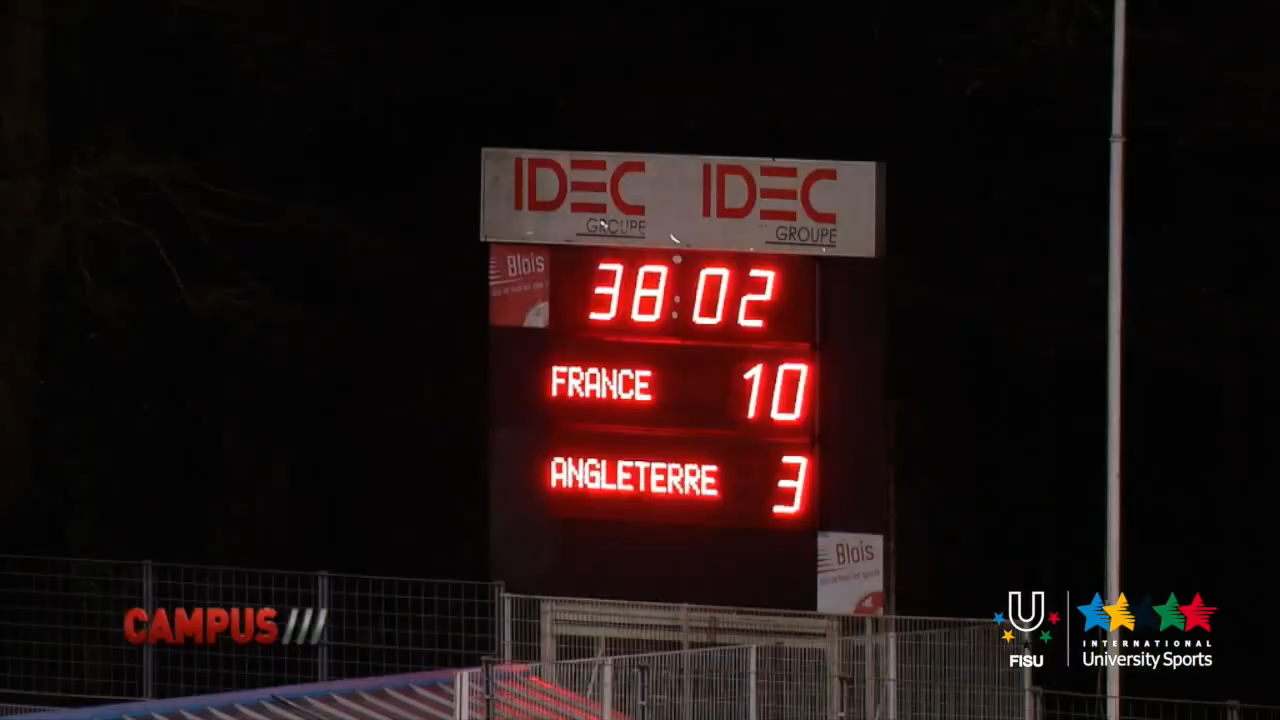 IDEC IDEC
GROUPE GROUPE
Blois
38:02
FRANCE 10
ANGLETERRE 3
Blois
CAMPUS///
FISU
INTERNATIONAL
University Sports